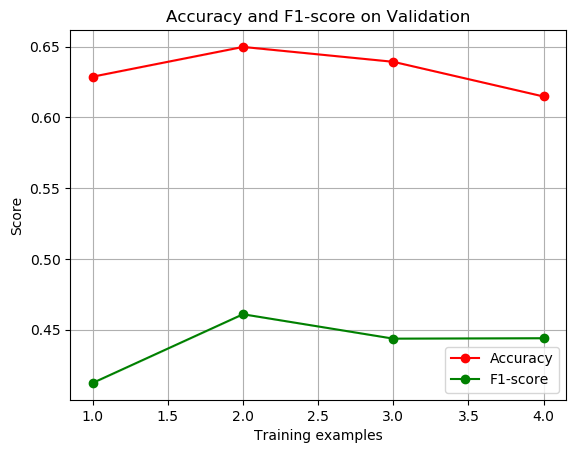 Accuracy and F1-score on Validation
Score
0.65
0.60
0.55
0.50
0.45
Accuracy
F1-score
1.0 1.5 2.0 2.5 3.0 3.5 4.0
Training examples